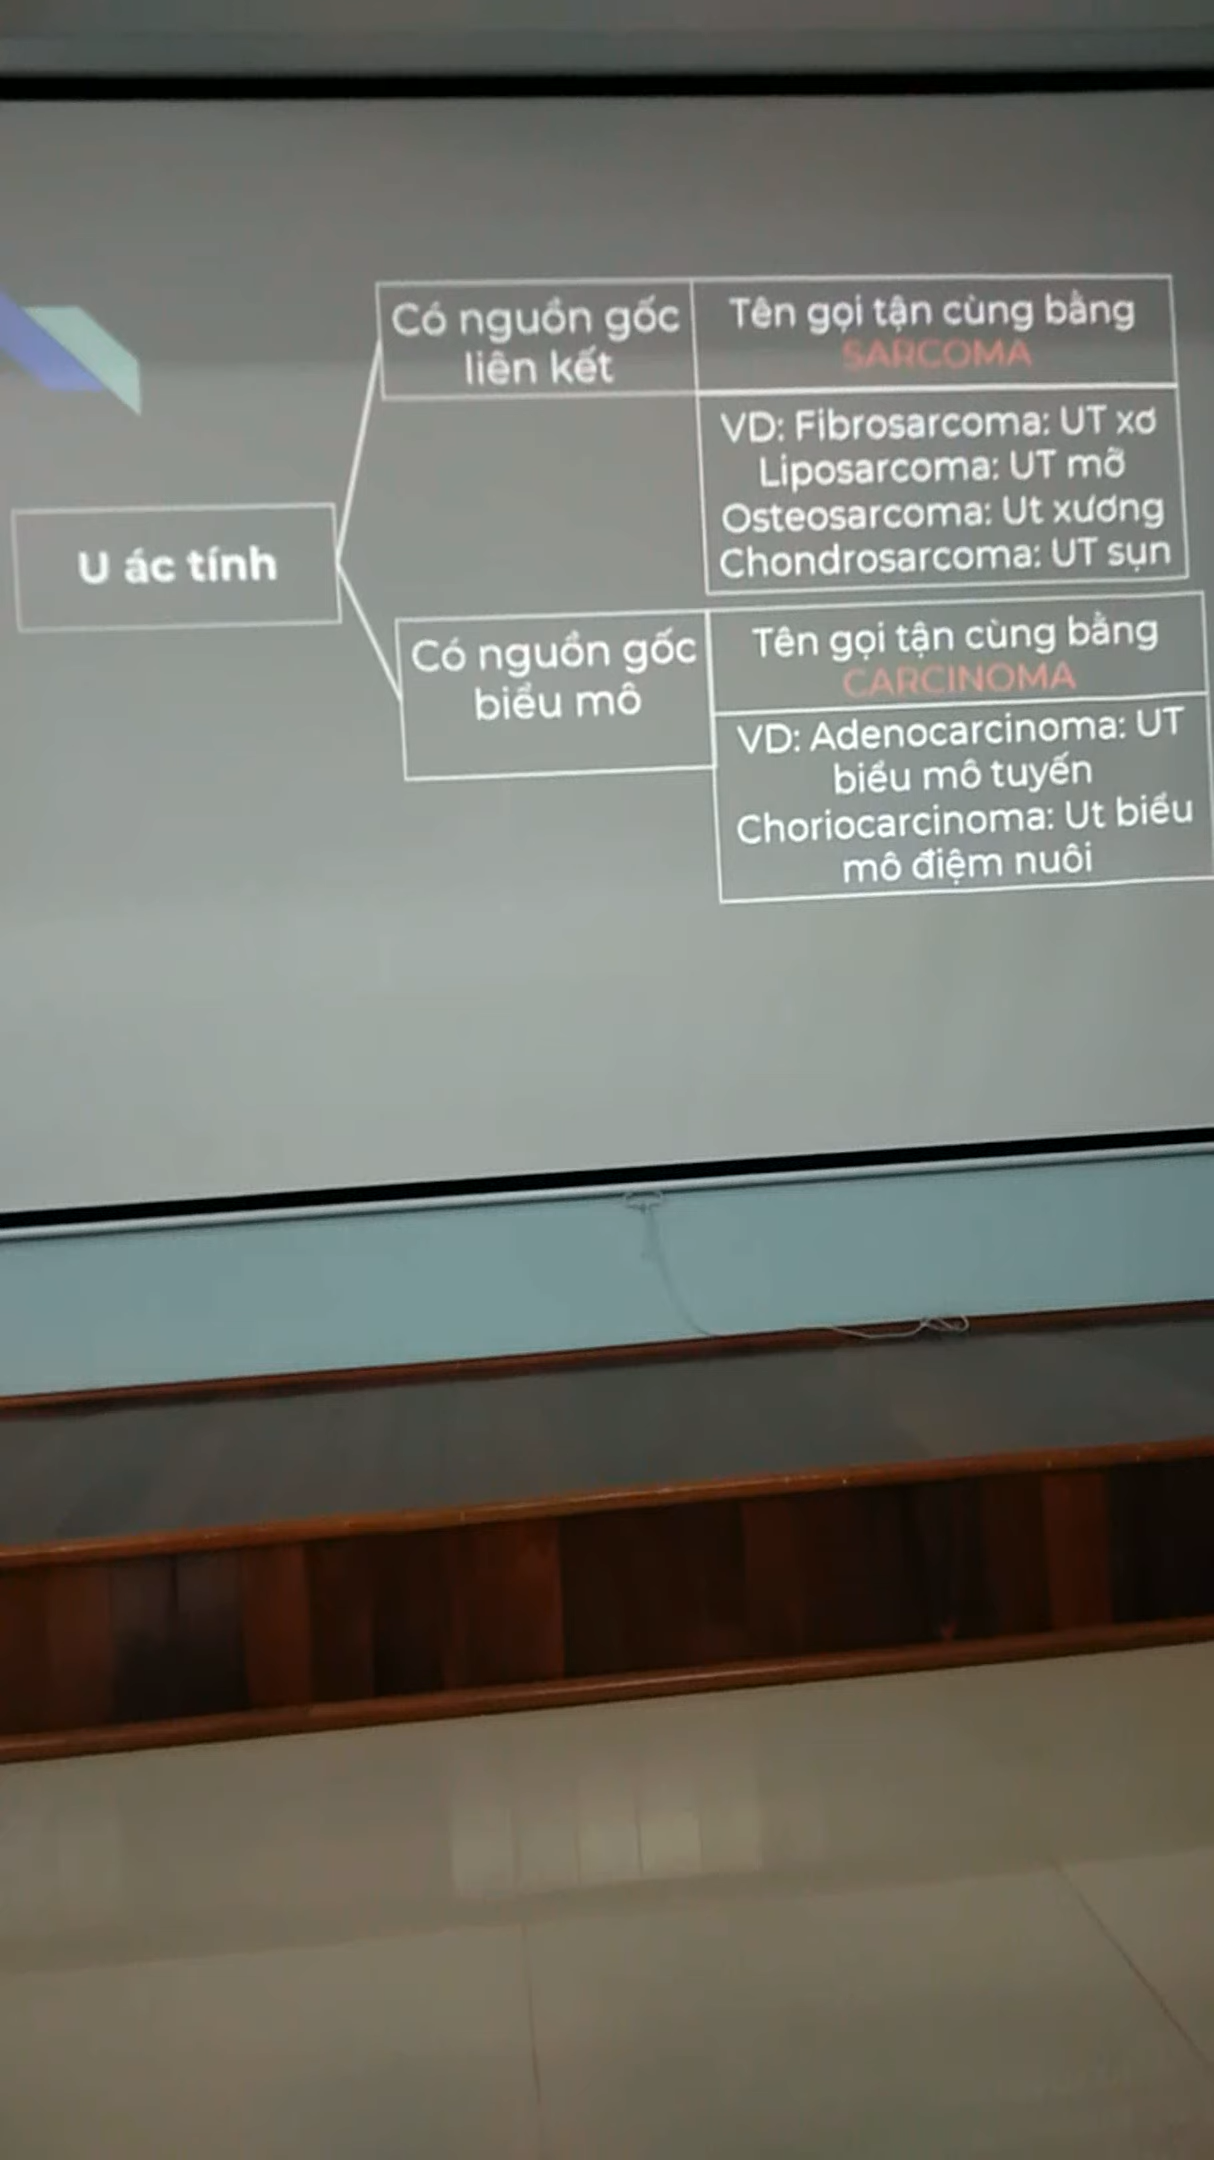 U ác tính
Có nguồn gốc
liên kết
Tên gọi tận cùng bằng
SARCOMA
VD: Fibrosarcoma: UT xơ
Liposarcoma: UT mỡ
Osteosarcoma: Ut xương
Chondrosarcoma: UT sụn
Có nguồn gốc
biểu mô
Tên gọi tận cùng bằng
CARCINOMA
VD: Adenocarcinoma: UT
biểu mô tuyến
Choriocarcinoma: Ut biểu
mô điệm nuôi